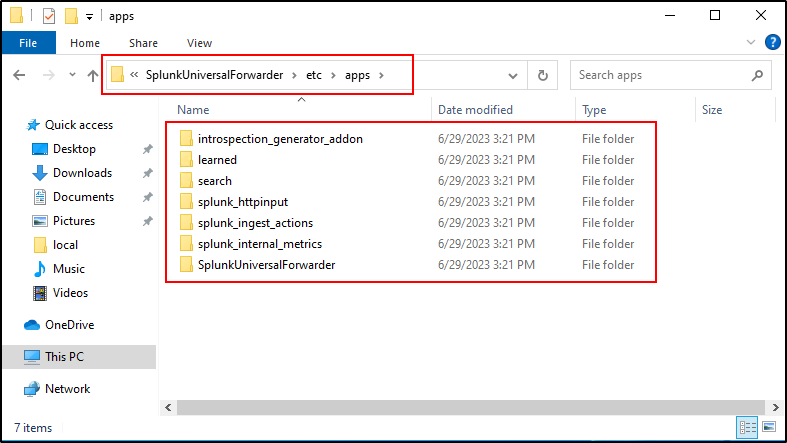 apps
File Home Share View
« SplunkUniversalForwarder > etc > apps >
Search apps
Name Date modified Type Size
Quick access
Desktop
Downloads
Documents
Pictures
local
Music
Videos
OneDrive
This PC
Network
introspection_generator_addon 6/29/2023 3:21 PM File folder
learned 6/29/2023 3:21 PM File folder
search 6/29/2023 3:21 PM File folder
splunk_httpinput 6/29/2023 3:21 PM File folder
splunk_ingest_actions 6/29/2023 3:21 PM File folder
splunk_internal_metrics 6/29/2023 3:21 PM File folder
SplunkUniversalForwarder 6/29/2023 3:21 PM File folder
7 items